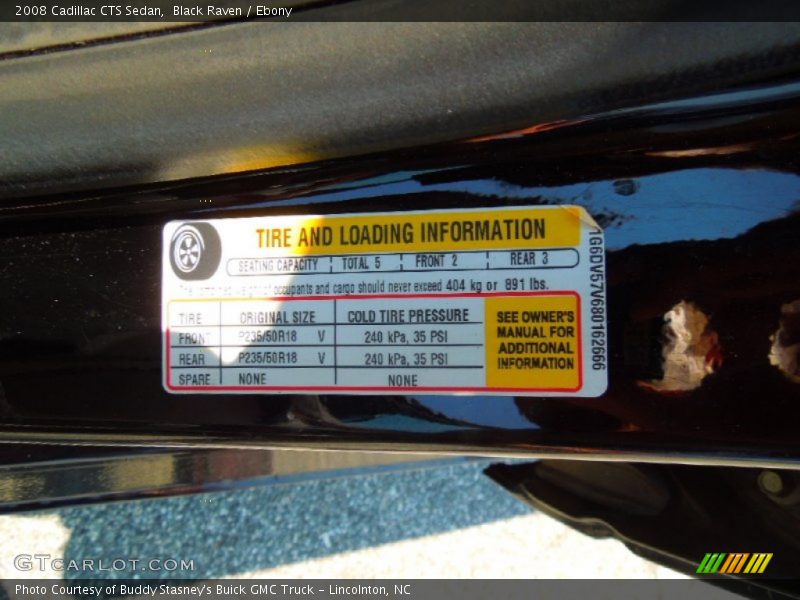 2008 Cadillac CTS Sedan, Black Raven / Ebony
TIRE AND LOADING INFORMATION
SEATING CAPACITY TOTAL 5 FRONT 2 REAR 3
The combined weight of occupants and cargo should never exceed 404 kg or 891 lbs.
TIRE ORIGINAL SIZE COLD TIRE PRESSURE
FRONT P235/50R18 V 240 kPa, 35 PSI
REAR P235/50R18 V 240 kPa, 35 PSI
SPARE NONE NONE
SEE OWNER'S
MANUAL FOR
ADDITIONAL
INFORMATION
1G6DV57V680162666
GTCARLOT.COM
Photo Courtesy of Buddy Stasney's Buick GMC Truck - Lincolnton, NC